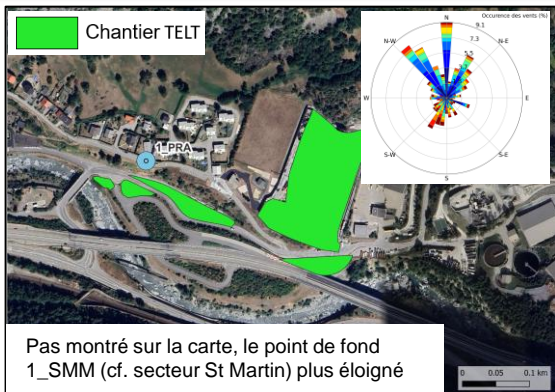 Chantier TELT
Occurence des vents (%)
N
9.1
N-W
7.3
N-E
5.5
W
E
S-W
S-E
S
1_PRA
Pas montré sur la carte, le point de fond
1_SMM (cf. secteur St Martin) plus éloigné
0 0.05 0.1 km